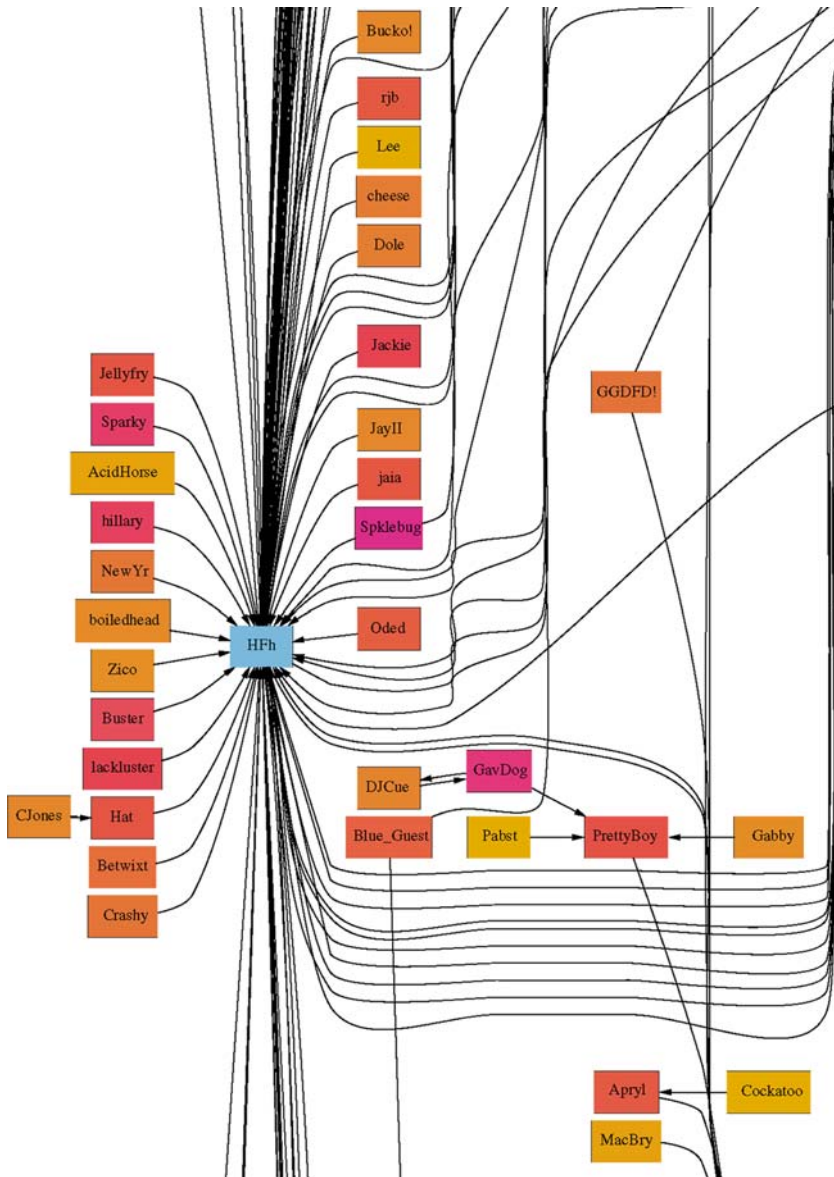 Bucko!
rjb
Lee
cheese
Dole
Jackie
Jellyfry
GGDFD!
Sparky
JayII
AcidHorse
jaia
hillary
Spklebug
NewYr
boiledhead
Oded
HFh
Zico
Buster
lackluster
GavDog
DJCue
CJones
Hat
Blue_Guest
Pabst
PrettyBoy
Gabby
Betwixt
Crashy
Apryl
Cockatoo
MacBry